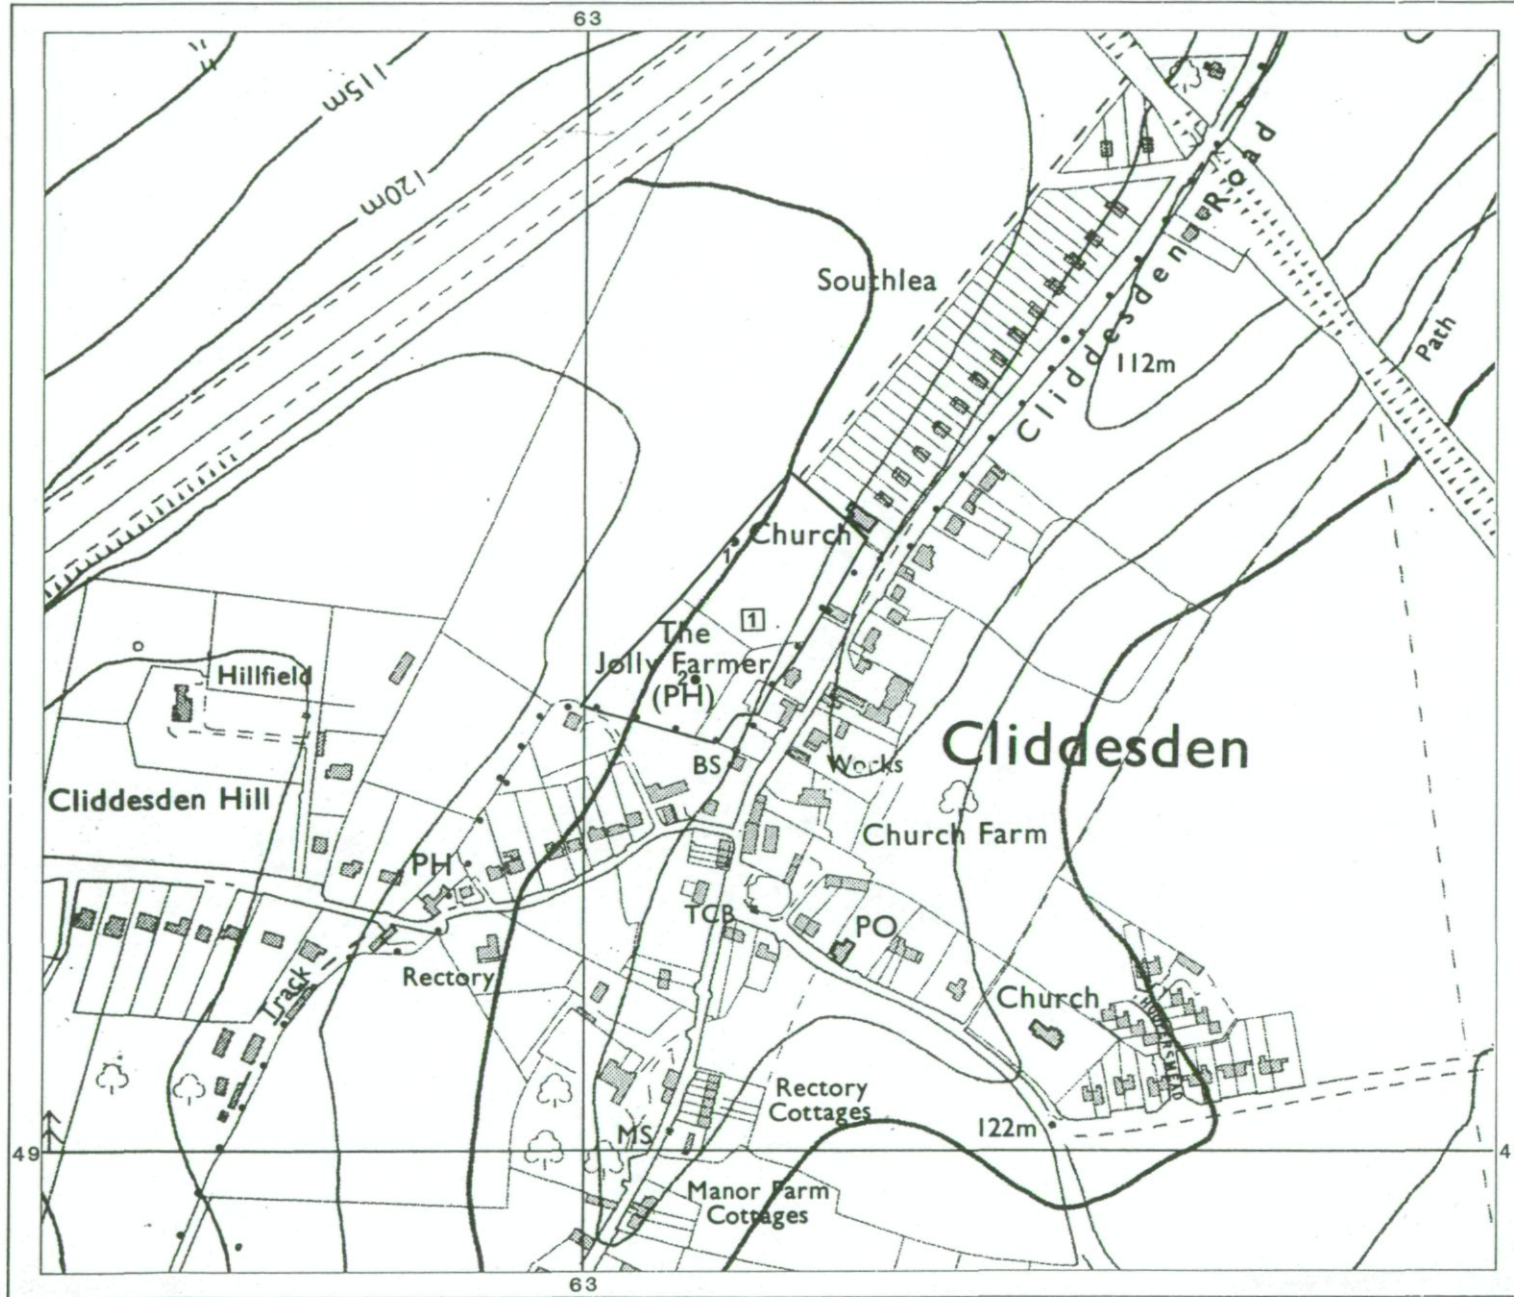 63
115m
120m
Southlea
Cliddesden Road
112m
Path
Church
1
1
The
Jolly Farmer
2
(PH)
Hillfield
BS
Works
Cliddesden
Cliddesden Hill
Church Farm
PH
TCB
PO
Rectory
Track
Church
HOOPERSMEAD
Rectory
Cottages
122m
MS
49
4
Manor Farm
Cottages
63